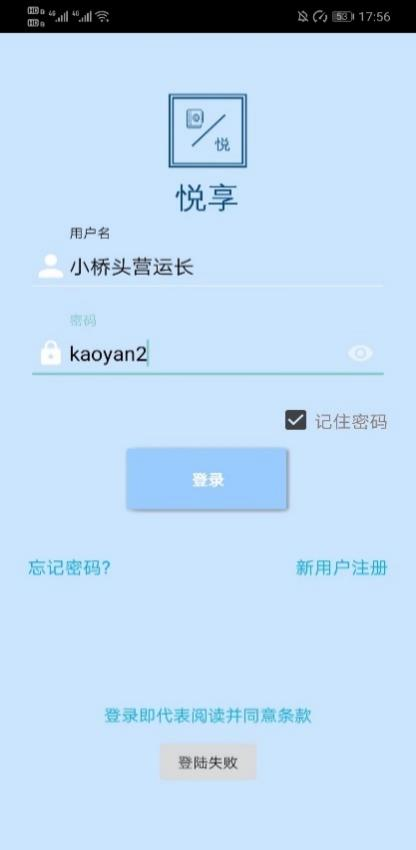 53 17:56
悦
悦享
用户名
小桥头营运长
密码
kaoyan2
记住密码
登录
忘记密码?
新用户注册
登录即代表阅读并同意条款
登陆失败